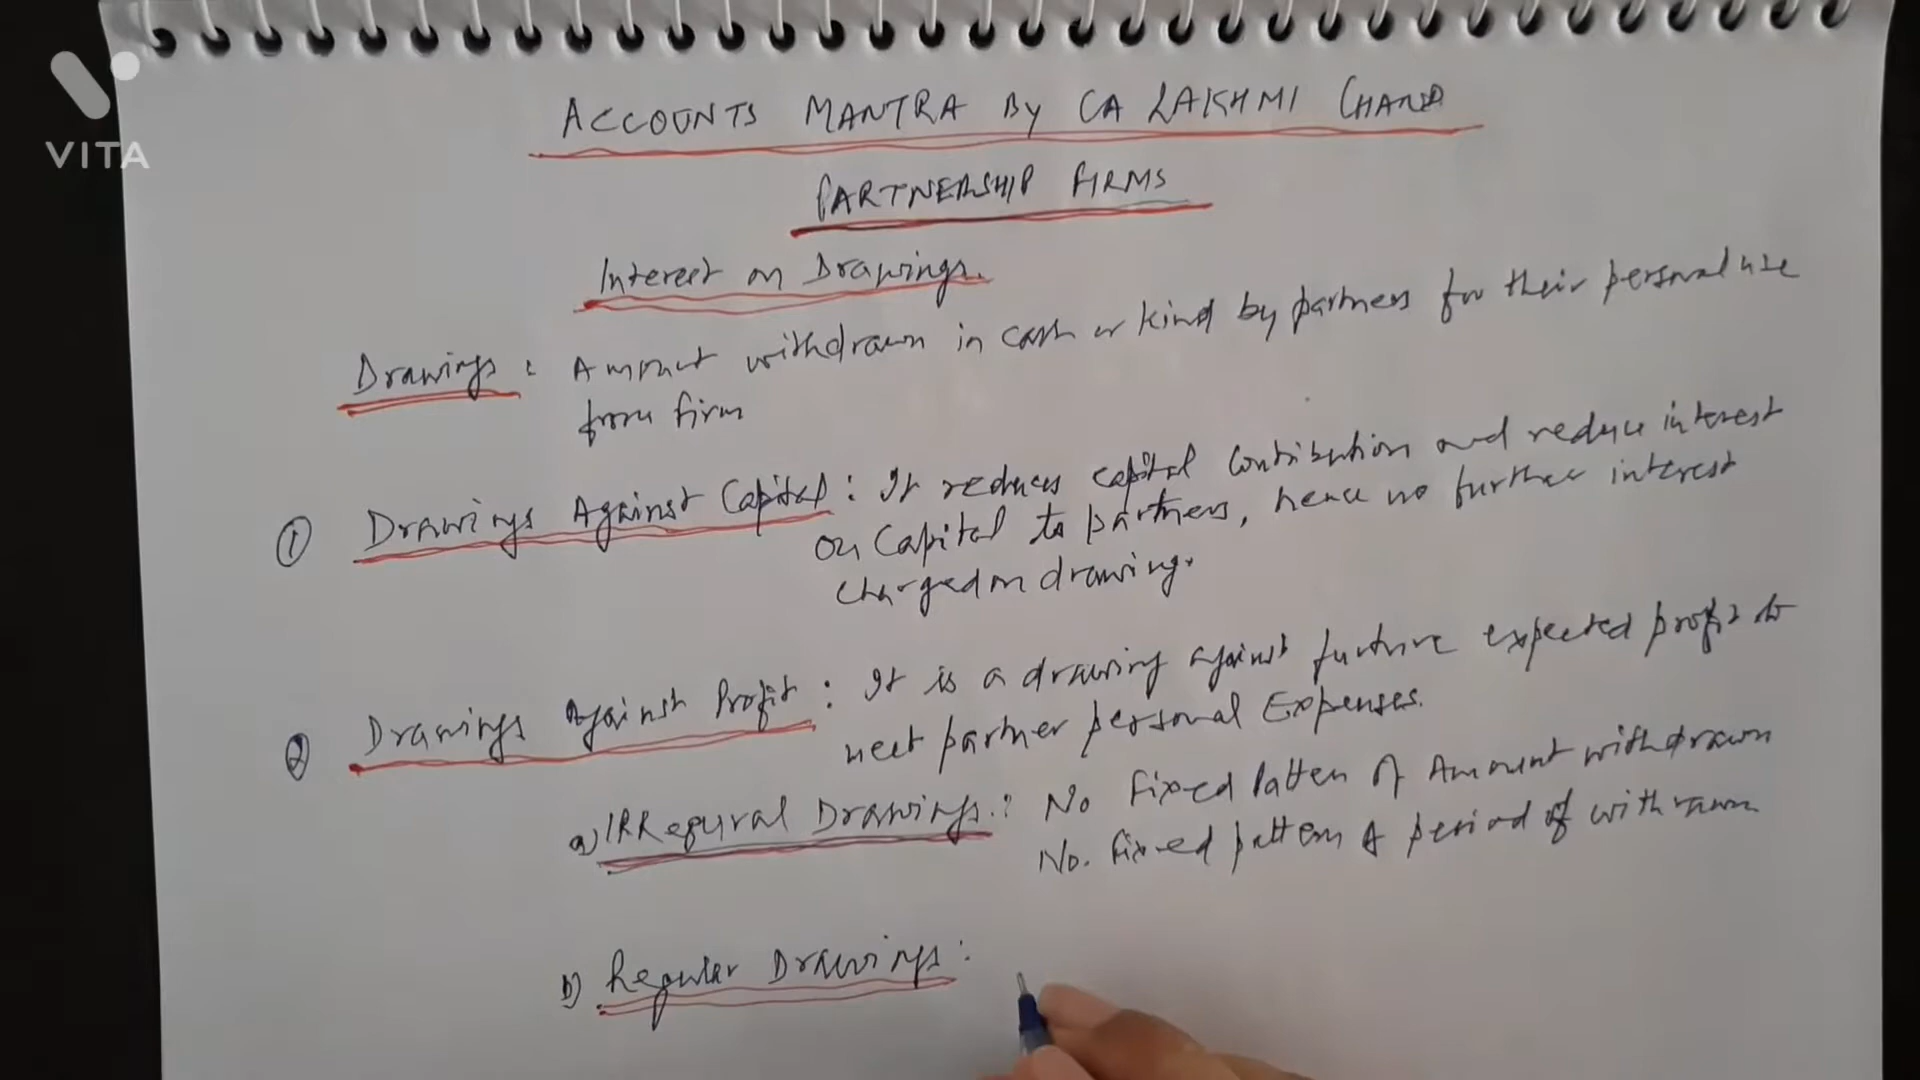 VITA
ACCOUNTS MANTRA By CA LAKHMI CHAND
PARTNERSHIP FIRMS
Interest on Drawings.
Drawings : Amount withdrawn in cash or kind by partners for their personal use
from firm
① Drawings Against Capital : It reduces capital Contribution and reduce interest
on Capital to partners, hence no further interest
charged on drawing.
② Drawings Against Profit : It is a drawing against furture expected profit to
meet partner personal Expenses.
a) IRRegural Drawings. : No Fixed Patten of Amount withdrawn
No. fixed pattern of period of withrawn
b) Regular Drawings :